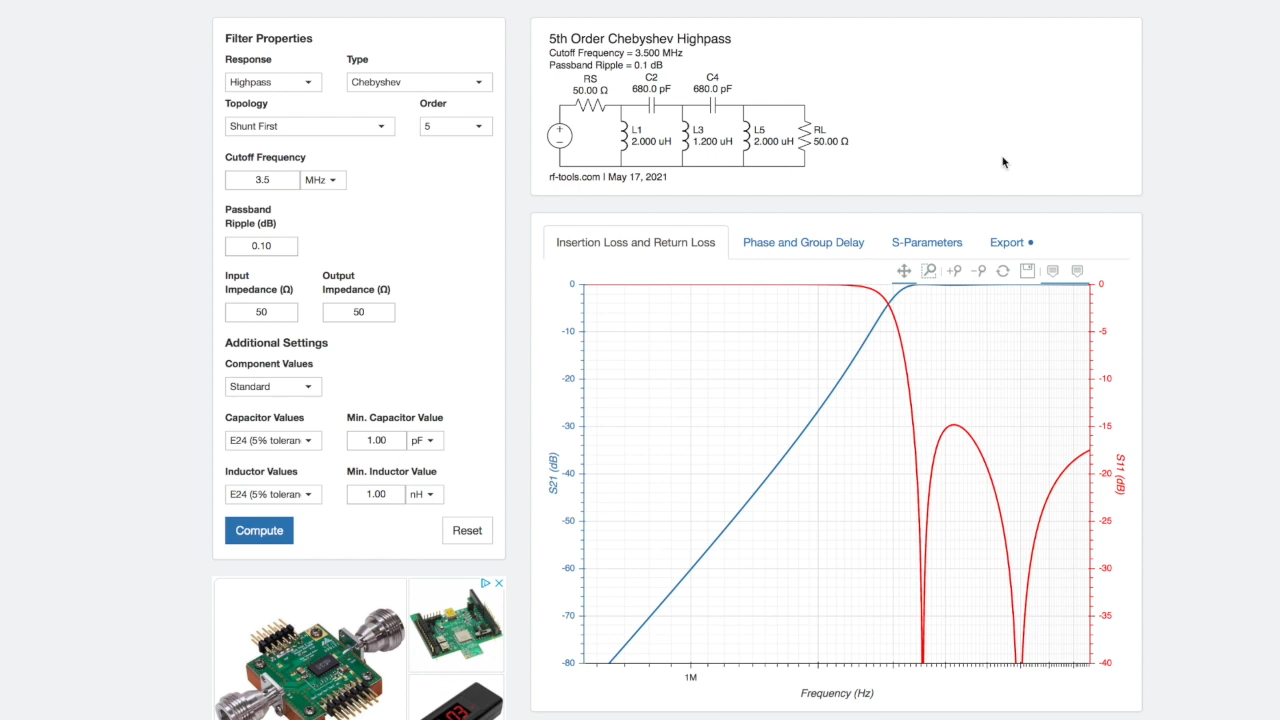 Filter Properties
Response
Type
Highpass
Chebyshev
Topology
Order
Shunt First
5
Cutoff Frequency
3.5
MHz
Passband
Ripple (dB)
0.10
Input
Impedance (Ω)
Output
Impedance (Ω)
50
50
Additional Settings
Component Values
Standard
Capacitor Values
Min. Capacitor Value
E24 (5% toleran
1.00
pF
Inductor Values
Min. Inductor Value
E24 (5% toleran
1.00
nH
Compute
Reset
5th Order Chebyshev Highpass
Cutoff Frequency = 3.500 MHz
Passband Ripple = 0.1 dB
RS
50.00 Ω
C2
680.0 pF
C4
680.0 pF
L1
2.000 uH
L3
1.200 uH
L5
2.000 uH
RL
50.00 Ω
rf-tools.com | May 17, 2021
Insertion Loss and Return Loss
Phase and Group Delay
S-Parameters
Export
0
-10
-20
-30
-40
-50
-60
-70
-80
S21 (dB)
0
-5
-10
-15
-20
-25
-30
-35
-40
S11 (dB)
1M
Frequency (Hz)